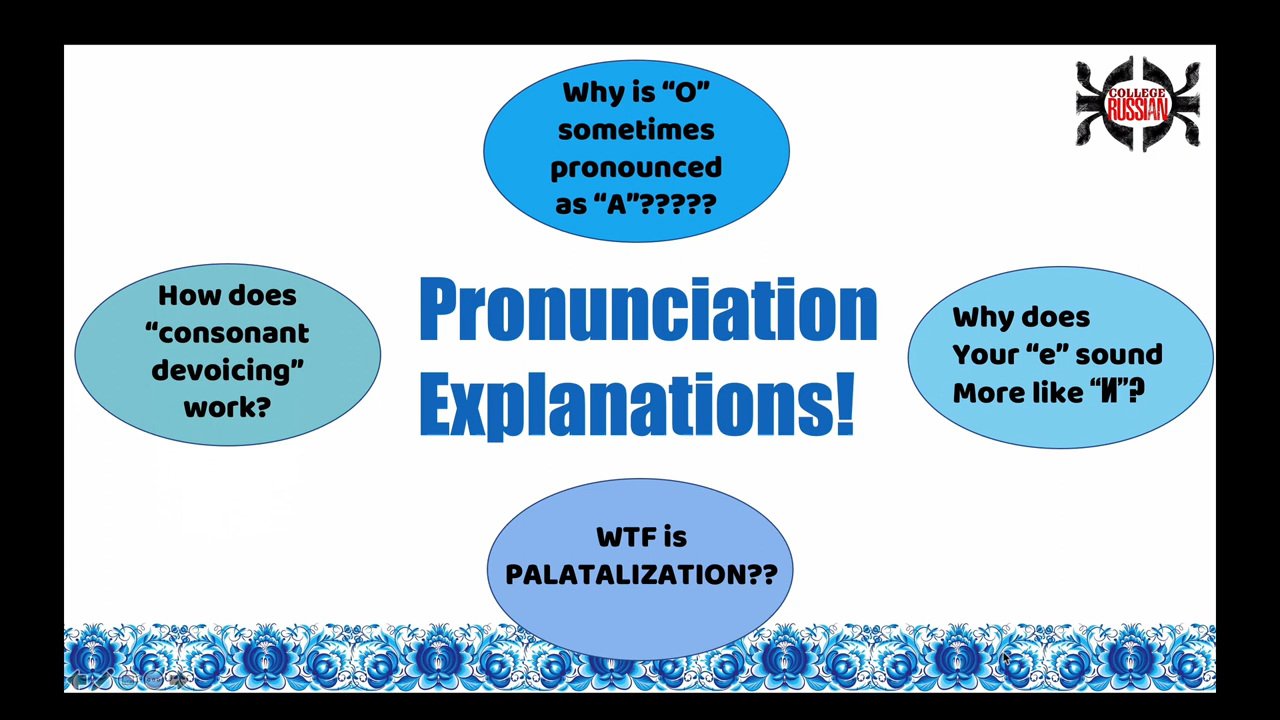 Why is “O”
sometimes
pronounced
as “A”?????
COLLEGE
RUSSIAN
How does
“consonant
devoicing”
work?
Pronunciation
Explanations!
Why does
Your “e” sound
More like “И”?
WTF is
PALATALIZATION??